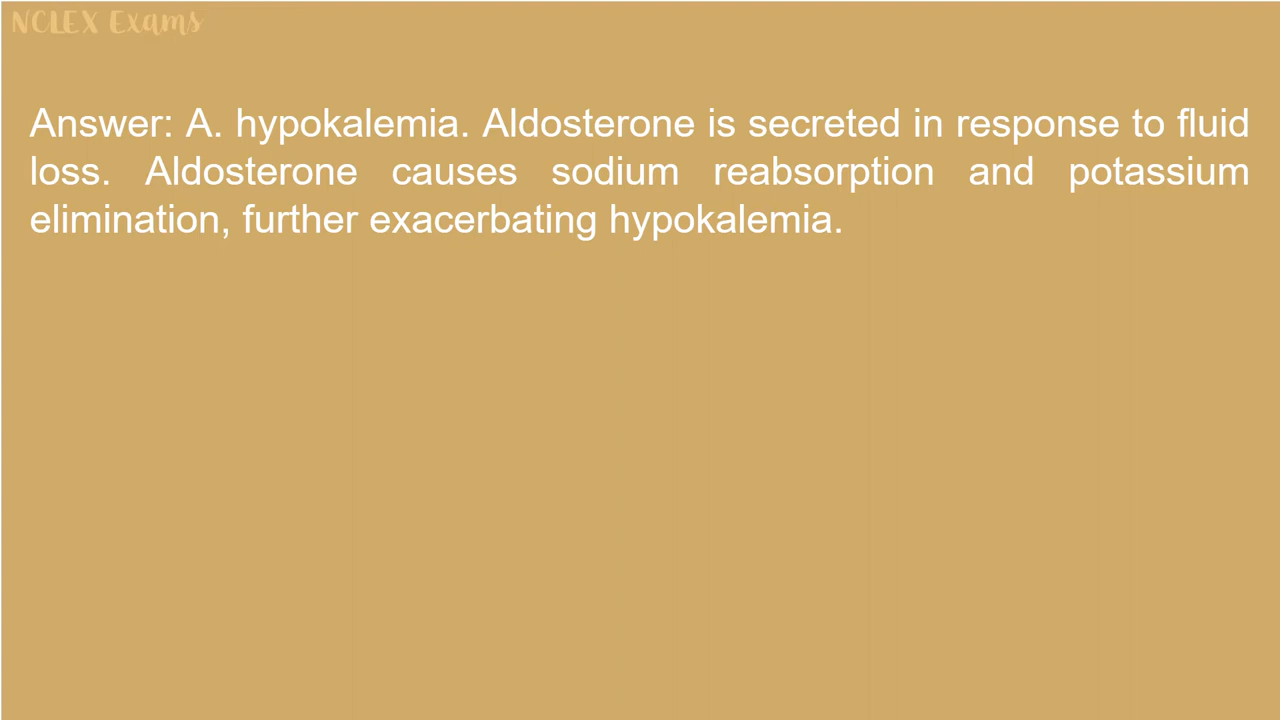 NCLEX Exams
Answer: A. hypokalemia. Aldosterone is secreted in response to fluid
loss. Aldosterone causes sodium reabsorption and potassium
elimination, further exacerbating hypokalemia.